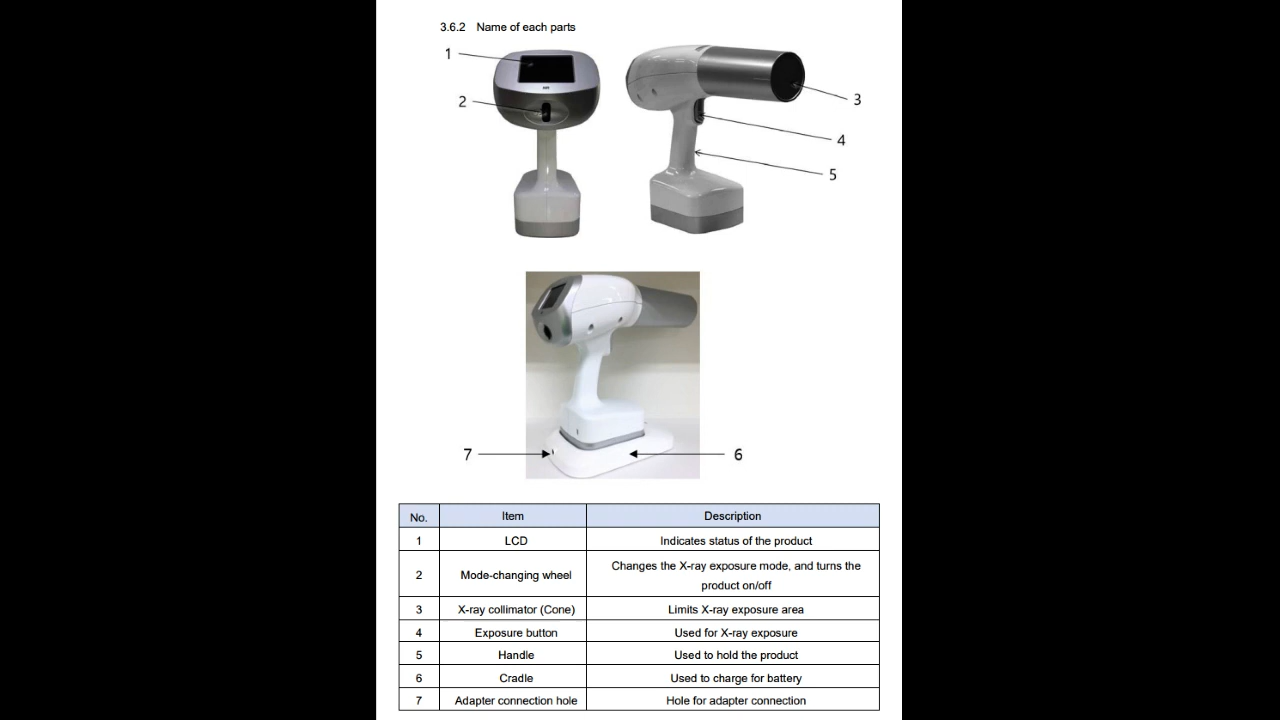 3.6.2 Name of each parts
1
2
3
4
5
7
6
No. Item Description
1 LCD Indicates status of the product
2 Mode-changing wheel Changes the X-ray exposure mode, and turns the
product on/off
3 X-ray collimator (Cone) Limits X-ray exposure area
4 Exposure button Used for X-ray exposure
5 Handle Used to hold the product
6 Cradle Used to charge for battery
7 Adapter connection hole Hole for adapter connection